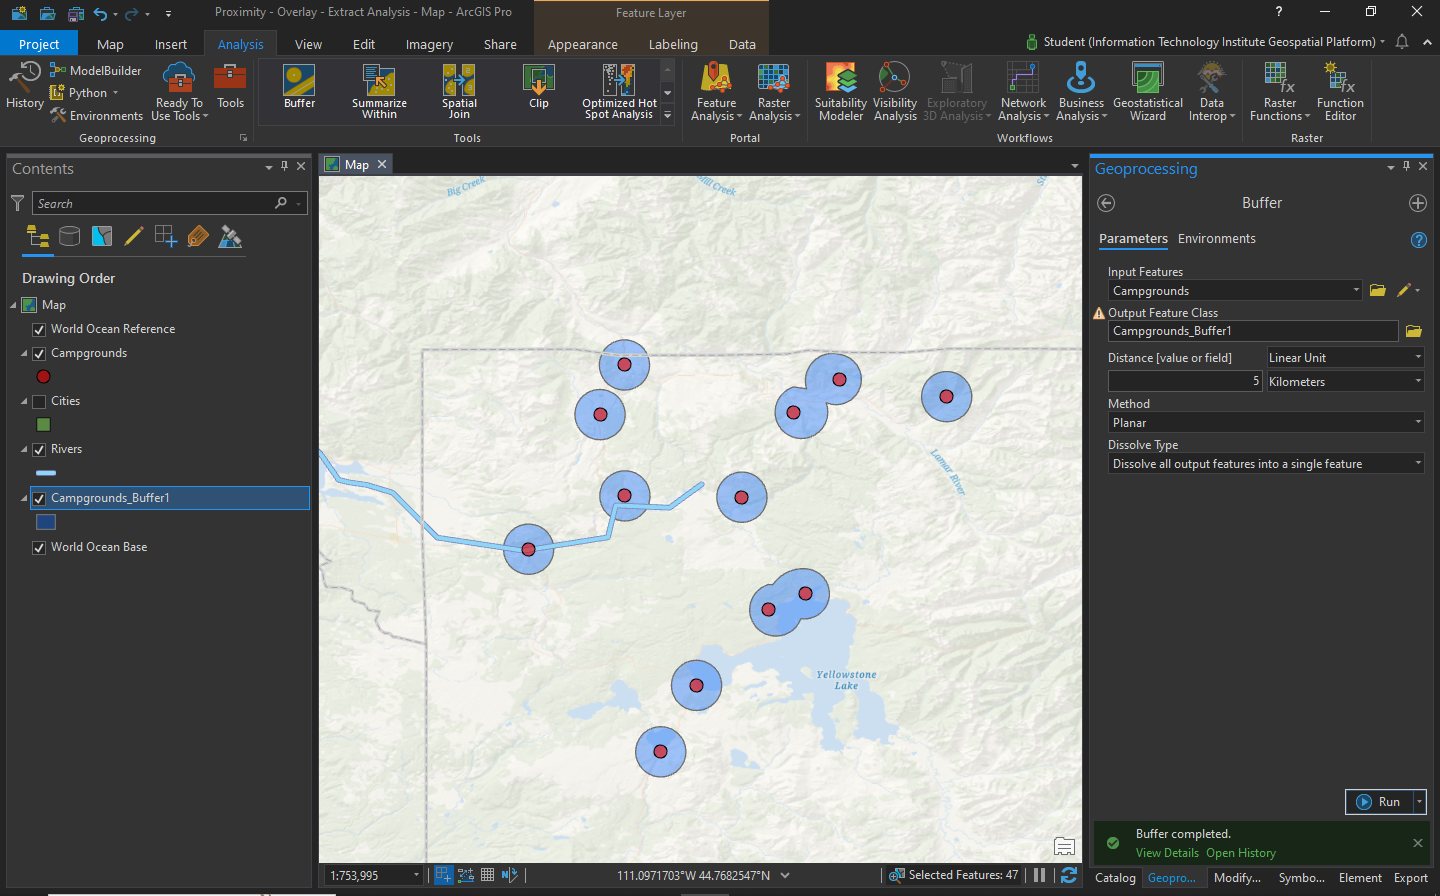 Proximity - Overlay - Extract Analysis - Map - ArcGIS Pro
Feature Layer
?
Project
Map
Insert
Analysis
View
Edit
Imagery
Share
Appearance
Labeling
Data
Student (Information Technology Institute Geospatial Platform)
History
ModelBuilder
Python
Environments
Ready To Use Tools
Tools
Geoprocessing
Buffer
Summarize Within
Spatial Join
Clip
Optimized Hot Spot Analysis
Tools
Feature Analysis
Raster Analysis
Portal
Suitability Modeler
Visibility Analysis
Exploratory 3D Analysis
Network Analysis
Business Analysis
Geostatistical Wizard
Data Interop
Workflows
Raster Functions
Function Editor
Raster
Contents
Search
Drawing Order
Map
World Ocean Reference
Campgrounds
Cities
Rivers
Campgrounds_Buffer1
World Ocean Base
Map
Big Creek
Creek
Lamar River
Yellowstone
Lake
1:753,995
111.0971703°W 44.7682547°N
Selected Features: 47
Geoprocessing
Buffer
Parameters
Environments
?
Input Features
Campgrounds
Output Feature Class
Campgrounds_Buffer1
Distance [value or field]
Linear Unit
5
Kilometers
Method
Planar
Dissolve Type
Dissolve all output features into a single feature
Run
Buffer completed.
View Details Open History
Catalog
Geopro...
Modify...
Symbo...
Element
Export